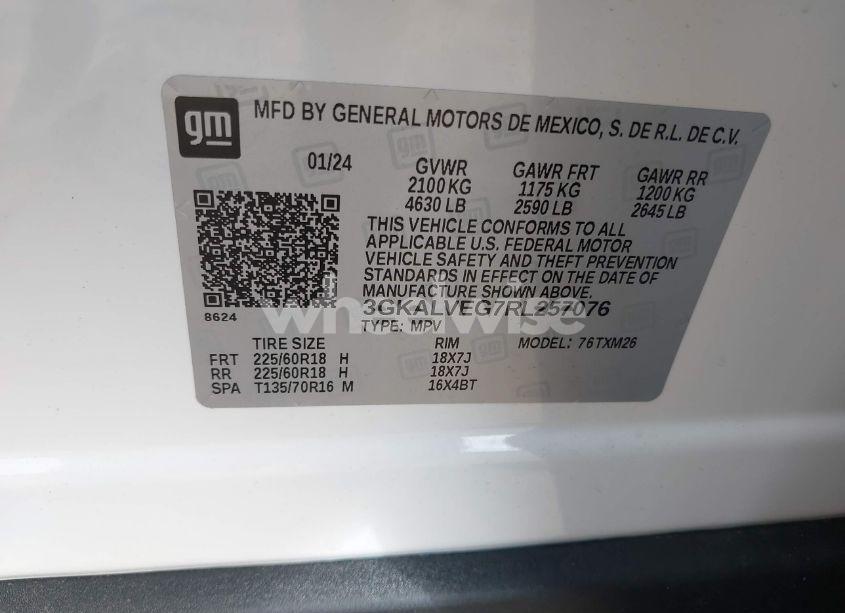 gm
MFD BY GENERAL MOTORS DE MEXICO, S. DE R.L. DE C.V.
01/24 GVWR GAWR FRT GAWR RR
2100 KG 1175 KG 1200 KG
4630 LB 2590 LB 2645 LB
THIS VEHICLE CONFORMS TO ALL
APPLICABLE U.S. FEDERAL MOTOR
VEHICLE SAFETY AND THEFT PREVENTION
STANDARDS IN EFFECT ON THE DATE OF
MANUFACTURE SHOWN ABOVE.
8624
3GKALVEG7RL257076
wheelwise
TYPE: MPV MODEL: 76TXM26
TIRE SIZE RIM
FRT 225/60R18 H 18X7J
RR 225/60R18 H 18X7J
SPA T135/70R16 M 16X4BT